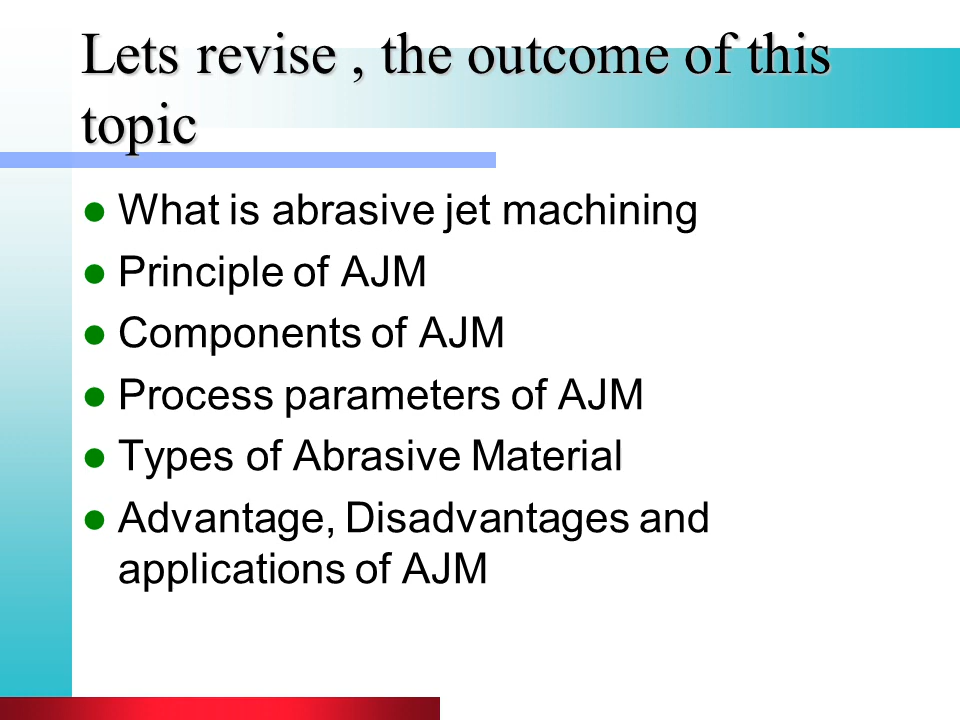 Lets revise , the outcome of this
topic
● What is abrasive jet machining
● Principle of AJM
● Components of AJM
● Process parameters of AJM
● Types of Abrasive Material
● Advantage, Disadvantages and
applications of AJM